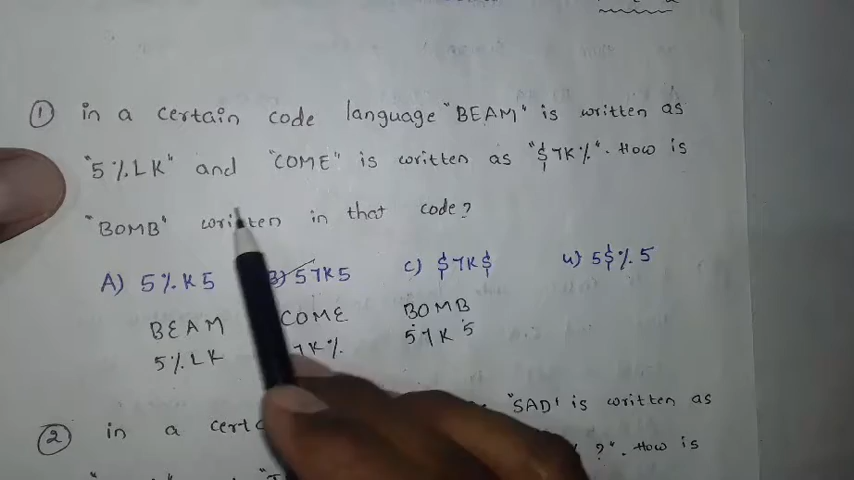 ① in a certain code language "BEAM" is written as
"5%LK" and "COME" is written as "$7K%". How is
"BOMB" written in that code?
A) 5%K5 B) 57K5 C) $7K$ u) 5$%5
BEAM COME BOMB
5%LK 7K% 57K5
② in a certa "SAD' is written as
?". How is